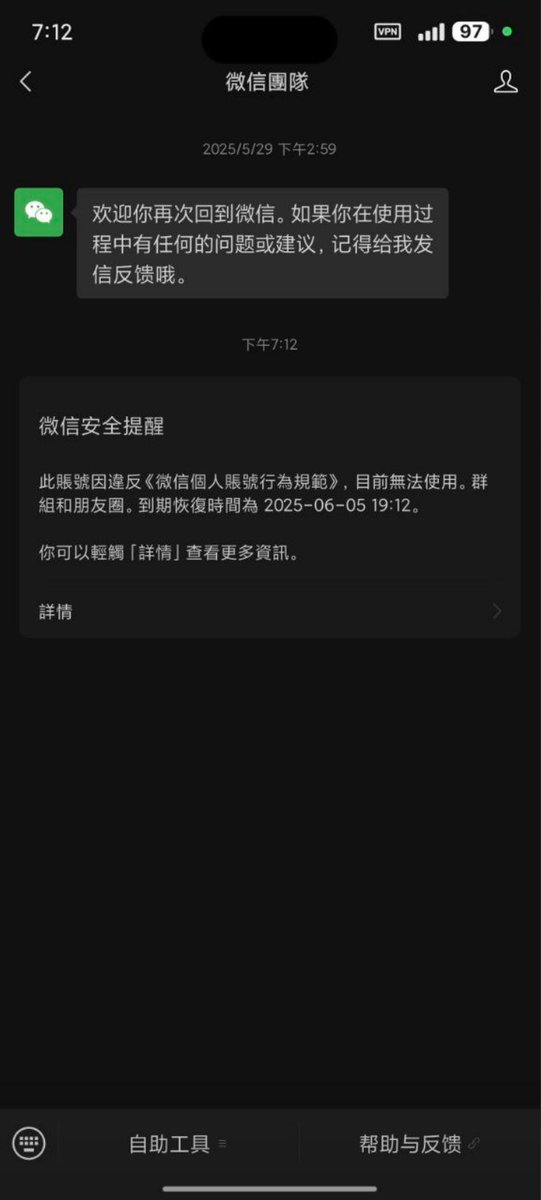 7:12
VPN
97
微信團隊
2025/5/29 下午2:59
欢迎你再次回到微信。如果你在使用过
程中有任何的问题或建议，记得给我发
信反馈哦。
下午7:12
微信安全提醒
此賬號因違反《微信個人賬號行為規範》，目前無法使用。群
組和朋友圈。到期恢復時間為 2025-06-05 19:12。
你可以輕觸「詳情」查看更多資訊。
詳情
自助工具
帮助与反馈